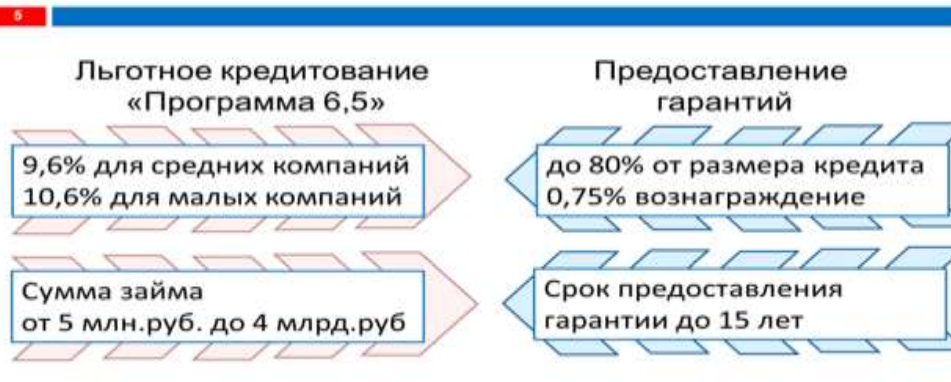 5
Льготное кредитование
«Программа 6,5»
9,6% для средних компаний
10,6% для малых компаний
Сумма займа
от 5 млн.руб. до 4 млрд.руб
Предоставление
гарантий
до 80% от размера кредита
0,75% вознаграждение
Срок предоставления
гарантии до 15 лет